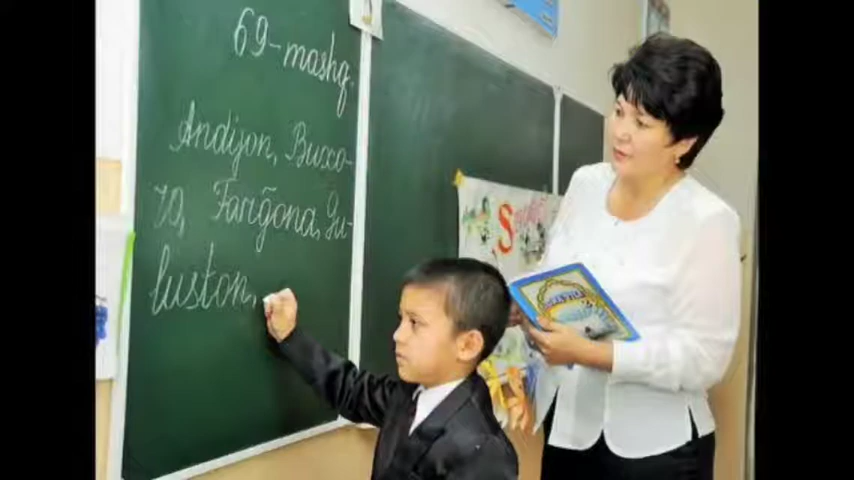 69-mashq.
Andijon, Buxo-
ro, Farg‘ona, Gu-
liston,
S